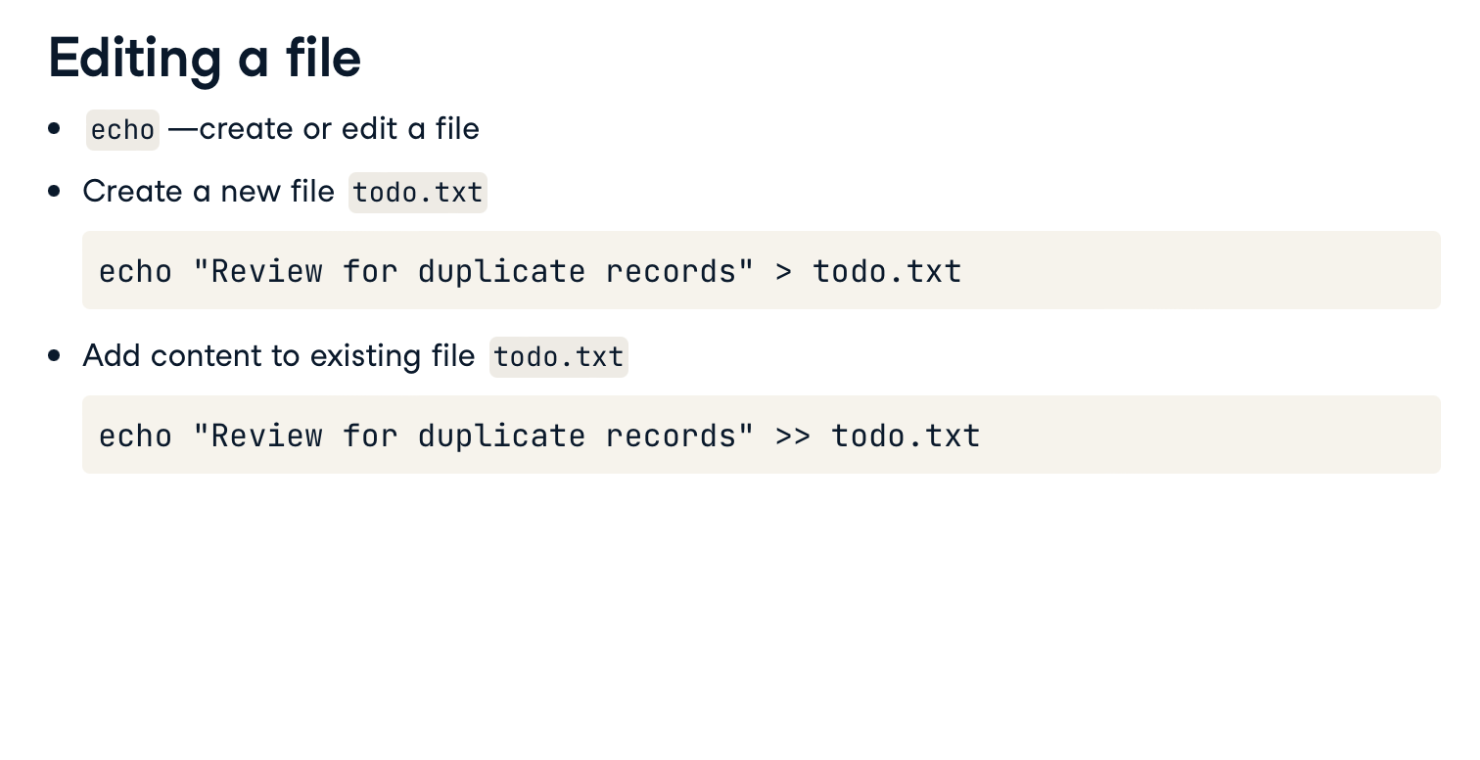 Editing a file
• echo —create or edit a file
• Create a new file todo.txt
echo "Review for duplicate records" > todo.txt
• Add content to existing file todo.txt
echo "Review for duplicate records" >> todo.txt